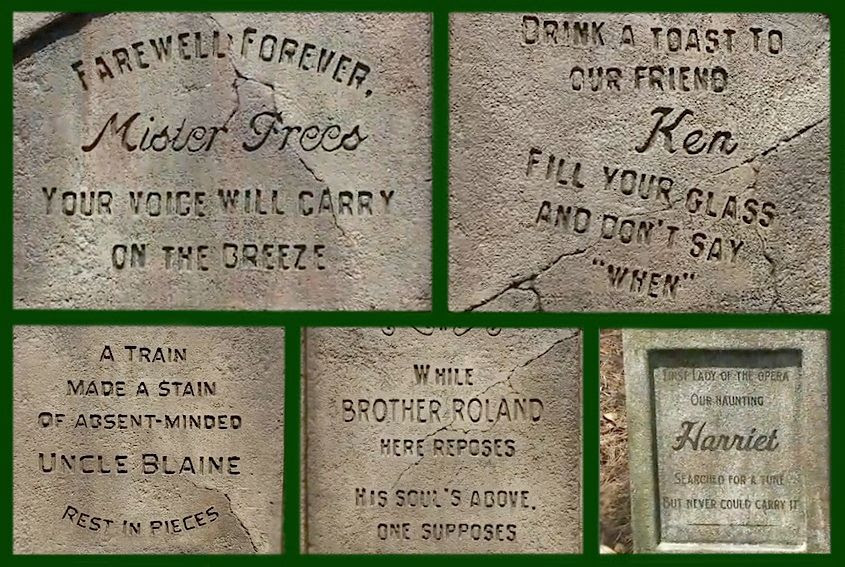 FAREWELL FOREVER,
Mister Frees
YOUR VOICE WILL CARRY
ON THE BREEZE
DRINK A TOAST TO
OUR FRIEND
Ken
FILL YOUR GLASS
AND DON'T SAY
"WHEN"
A TRAIN
MADE A STAIN
OF ABSENT-MINDED
UNCLE BLAINE
REST IN PIECES
WHILE
BROTHER ROLAND
HERE REPOSES
HIS SOUL'S ABOVE,
ONE SUPPOSES
FIRST LADY OF THE OPERA
OUR HAUNTING
Harriet
SEARCHED FOR A TUNE
BUT NEVER COULD CARRY IT